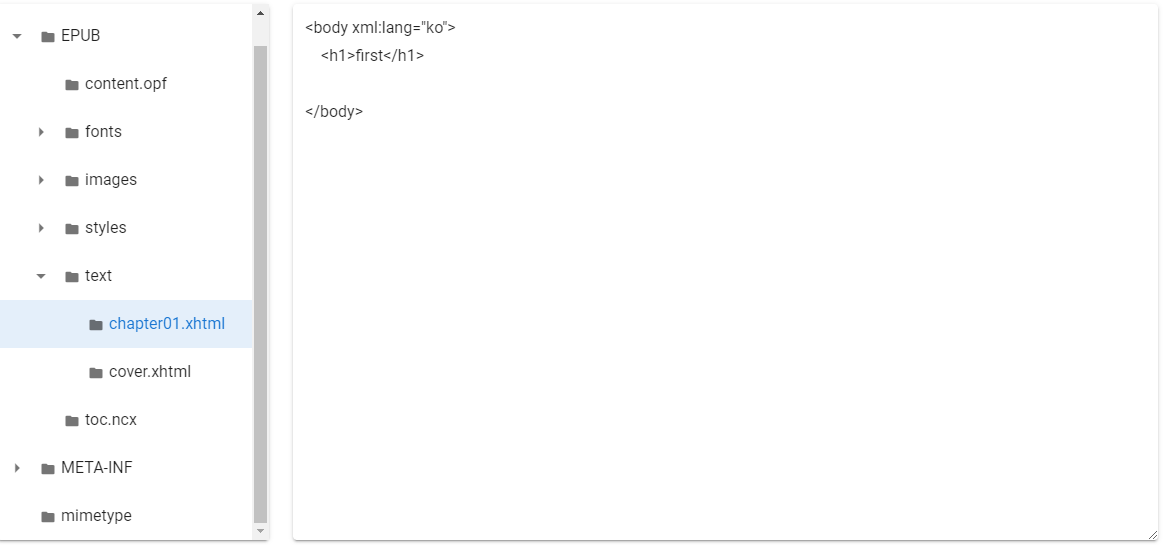 EPUB
content.opf
fonts
images
styles
text
chapter01.xhtml
cover.xhtml
toc.ncx
META-INF
mimetype
<body xml:lang="ko">
<h1>first</h1>
</body>